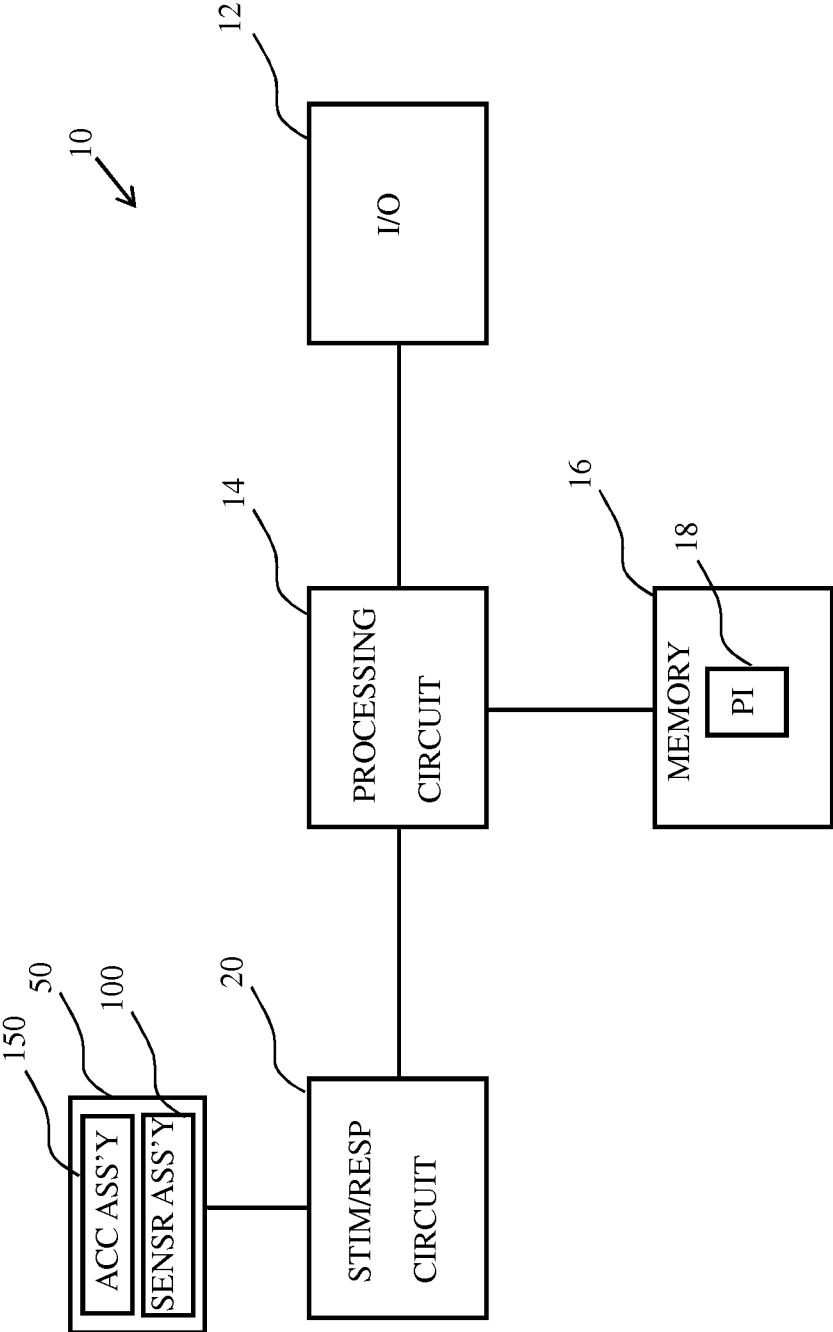 10
12
I/O
14
PROCESSING
CIRCUIT
16
MEMORY
18
PI
20
STIM/RESP
CIRCUIT
50
150
ACC ASS’Y
100
SENSR ASS’Y